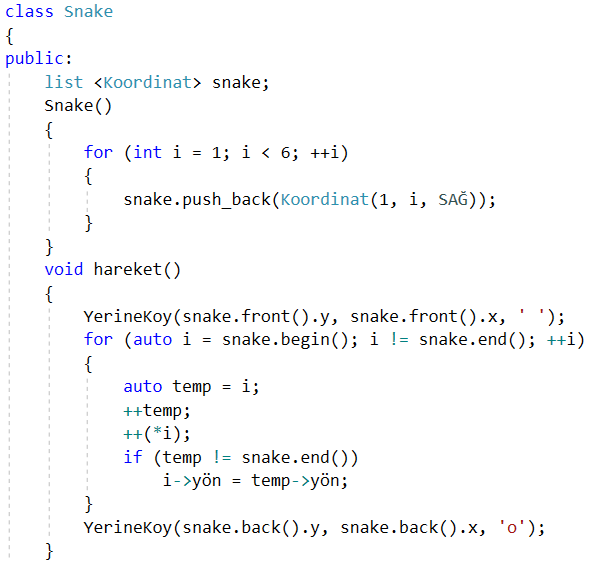 class Snake
{
public:
    list <Koordinat> snake;
    Snake()
    {
        for (int i = 1; i < 6; ++i)
        {
            snake.push_back(Koordinat(1, i, SAĞ));
        }
    }
    void hareket()
    {
        YerineKoy(snake.front().y, snake.front().x, ' ');
        for (auto i = snake.begin(); i != snake.end(); ++i)
        {
            auto temp = i;
            ++temp;
            ++(*i);
            if (temp != snake.end())
                i->yön = temp->yön;
        }
        YerineKoy(snake.back().y, snake.back().x, 'o');
    }